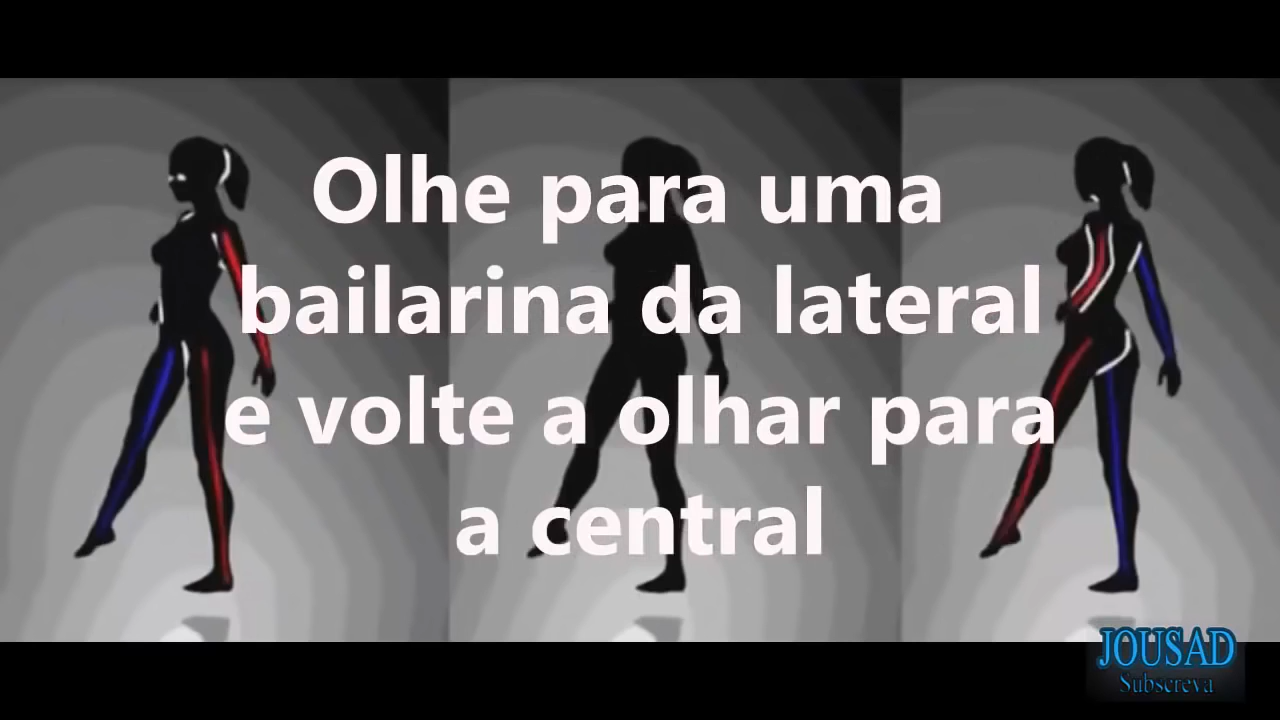 Olhe para uma
bailarina da lateral
e volte a olhar para
a central
JOUSAD
Subscreva